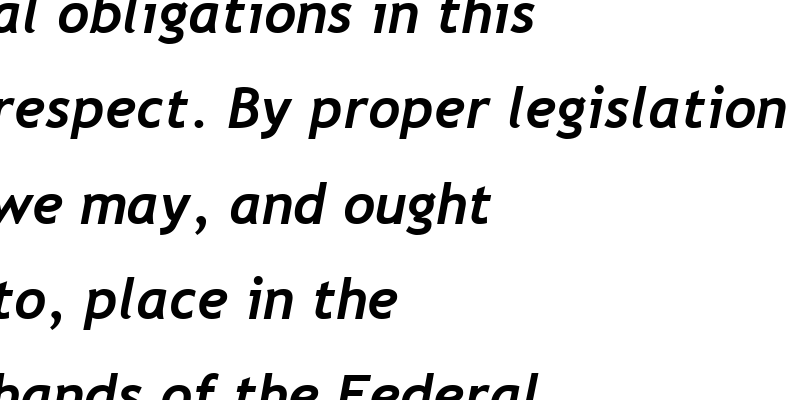 al obligations in this
respect. By proper legislation
we may, and ought
to, place in the
hands of the Federal